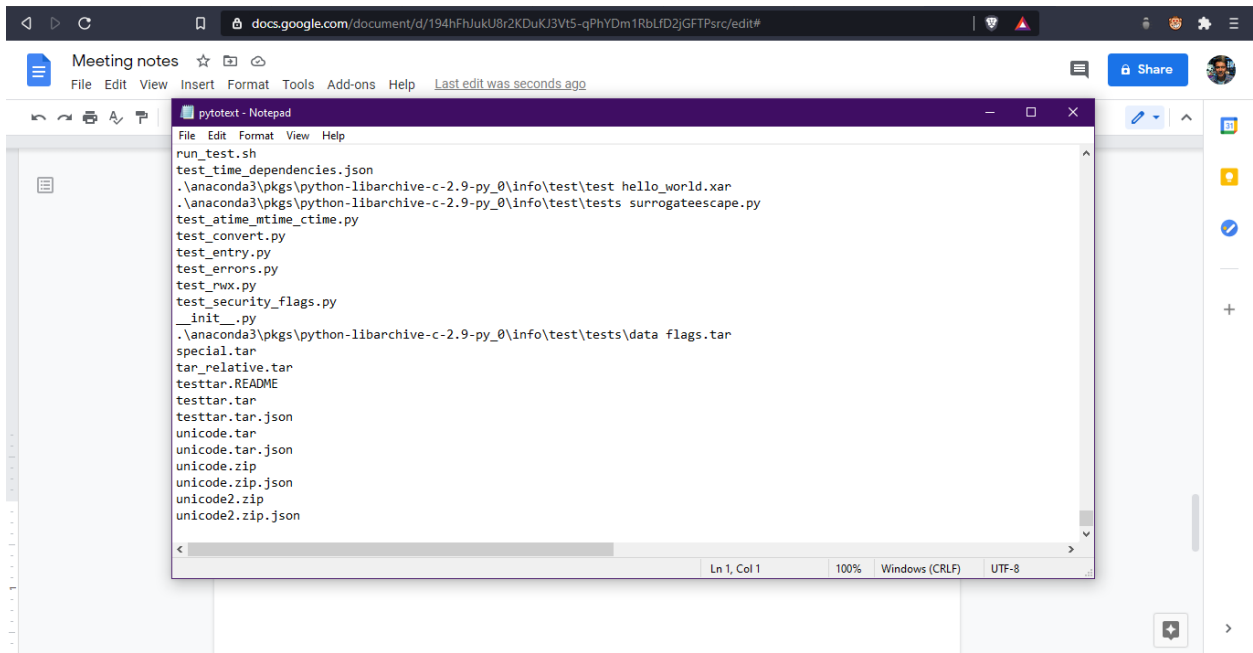 docs.google.com/document/d/194hFhJukU8r2KDuKJ3Vt5-qPhYDm1RbLfD2jGFTPsrc/edit#
Meeting notes
File Edit View Insert Format Tools Add-ons Help Last edit was seconds ago
Share
31
pytotext - Notepad
File Edit Format View Help
run_test.sh
test_time_dependencies.json
.\anaconda3\pkgs\python-libarchive-c-2.9-py_0\info\test\test hello_world.xar
.\anaconda3\pkgs\python-libarchive-c-2.9-py_0\info\test\tests surrogateescape.py
test_atime_mtime_ctime.py
test_convert.py
test_entry.py
test_errors.py
test_rwx.py
test_security_flags.py
__init__.py
.\anaconda3\pkgs\python-libarchive-c-2.9-py_0\info\test\tests\data flags.tar
special.tar
tar_relative.tar
testtar.README
testtar.tar
testtar.tar.json
unicode.tar
unicode.tar.json
unicode.zip
unicode.zip.json
unicode2.zip
unicode2.zip.json
Ln 1, Col 1 100% Windows (CRLF) UTF-8
1